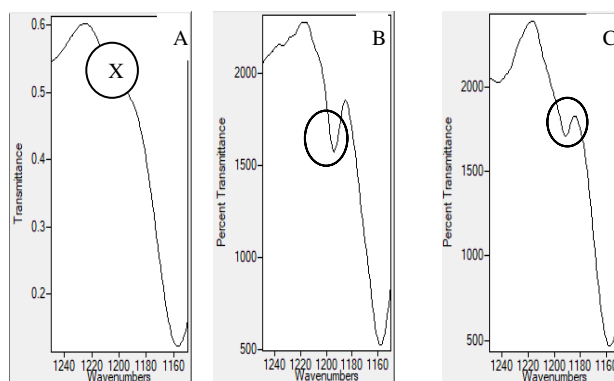 A
X
Transmittance
0.6
0.5
0.4
0.3
0.2
1240 1220 1200 1180 1160
Wavenumbers
B
Percent Transmittance
2000
1500
1000
500
1240 1220 1200 1180 1160
Wavenumbers
C
Percent Transmittance
2000
1500
1000
500
1240 1220 1200 1180 1160
Wavenumbers